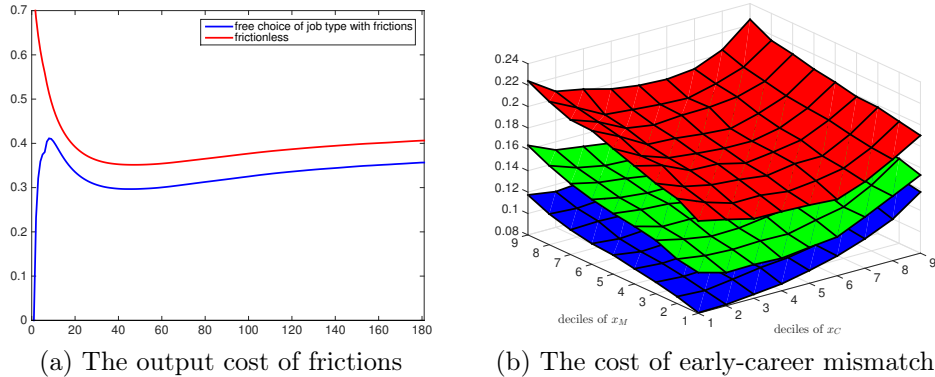 0.7
0.6
0.5
0.4
0.3
0.2
0.1
0
0 20 40 60 80 100 120 140 160 180
free choice of job type with frictions
frictionless
(a) The output cost of frictions
0.24
0.22
0.2
0.18
0.16
0.14
0.12
0.1
0.08
9 8 7 6 5 4 3 2 1
deciles of x_M
1 2 3 4 5 6 7 8 9
deciles of x_C
(b) The cost of early-career mismatch